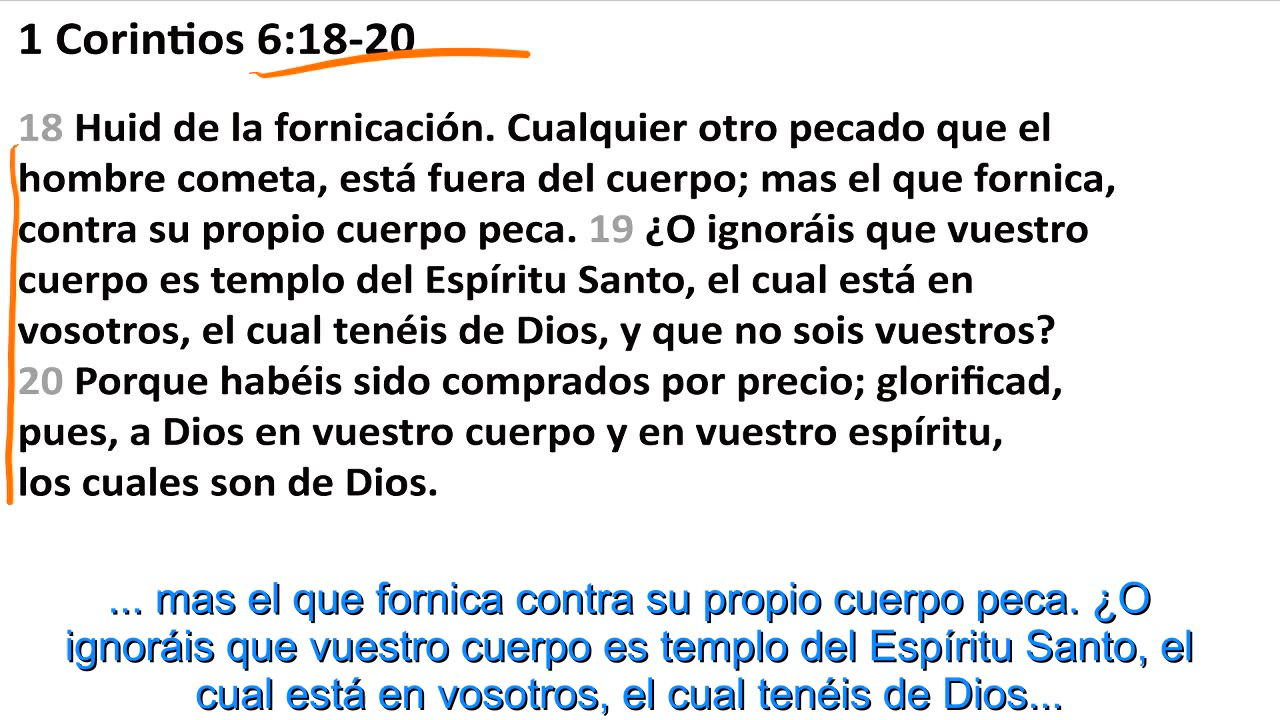 1 Corintios 6:18-20
18 Huid de la fornicación. Cualquier otro pecado que el
hombre cometa, está fuera del cuerpo; mas el que fornica,
contra su propio cuerpo peca. 19 ¿O ignoráis que vuestro
cuerpo es templo del Espíritu Santo, el cual está en
vosotros, el cual tenéis de Dios, y que no sois vuestros?
20 Porque habéis sido comprados por precio; glorificad,
pues, a Dios en vuestro cuerpo y en vuestro espíritu,
los cuales son de Dios.
... mas el que fornica contra su propio cuerpo peca. ¿O
ignoráis que vuestro cuerpo es templo del Espíritu Santo, el
cual está en vosotros, el cual tenéis de Dios...